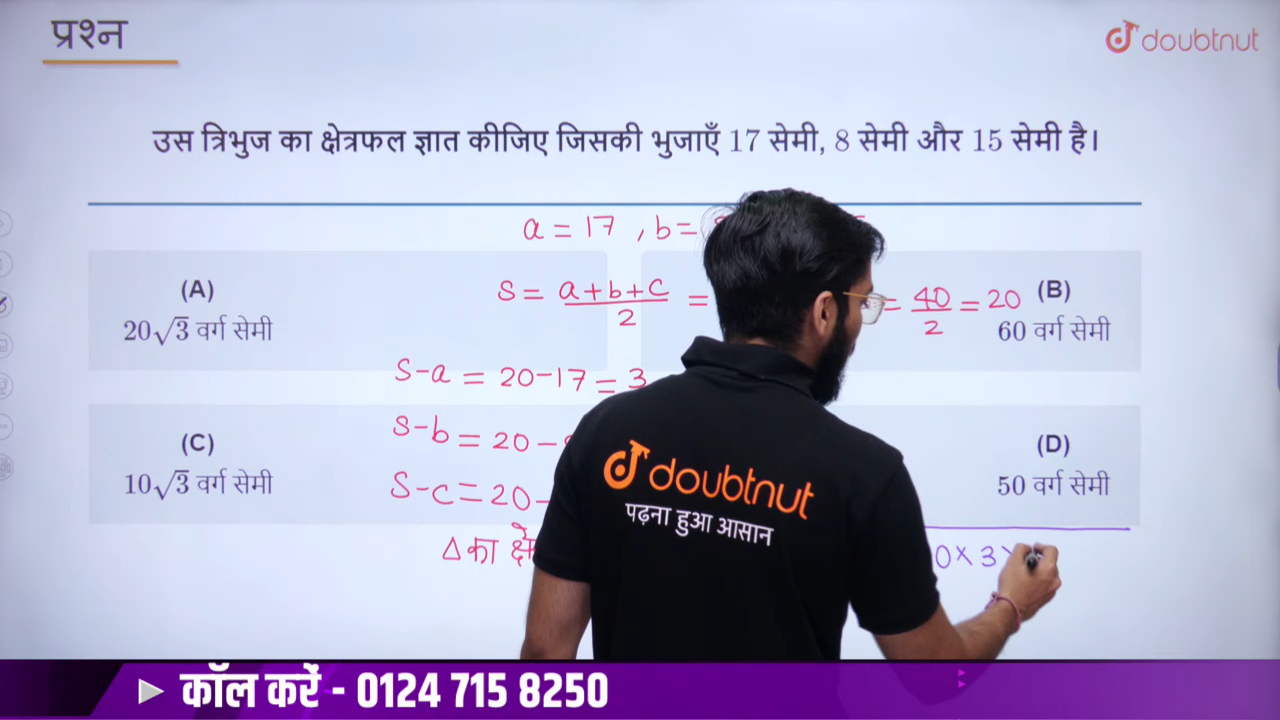 प्रश्न
doubtnut
उस त्रिभुज का क्षेत्रफल ज्ञात कीजिए जिसकी भुजाएँ 17 सेमी, 8 सेमी और 15 सेमी है।
a = 17 , b =
(A)
20√3 वर्ग सेमी
S = a+b+c/2 = = 40/2 = 20
(B)
60 वर्ग सेमी
S-a = 20-17 = 3
S-b = 20-
S-c = 20-
(C)
10√3 वर्ग सेमी
(D)
50 वर्ग सेमी
Δ का
0 × 3 ×
doubtnut
पढ़ना हुआ आसान
कॉल करें - 0124 715 8250